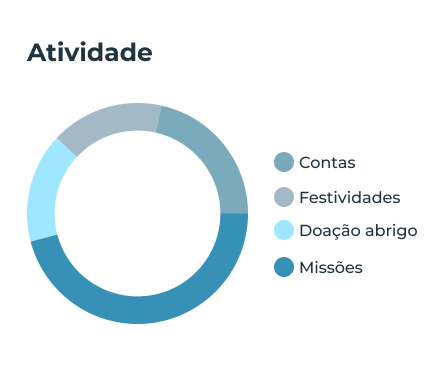 Atividade
Contas
Festividades
Doação abrigo
Missões